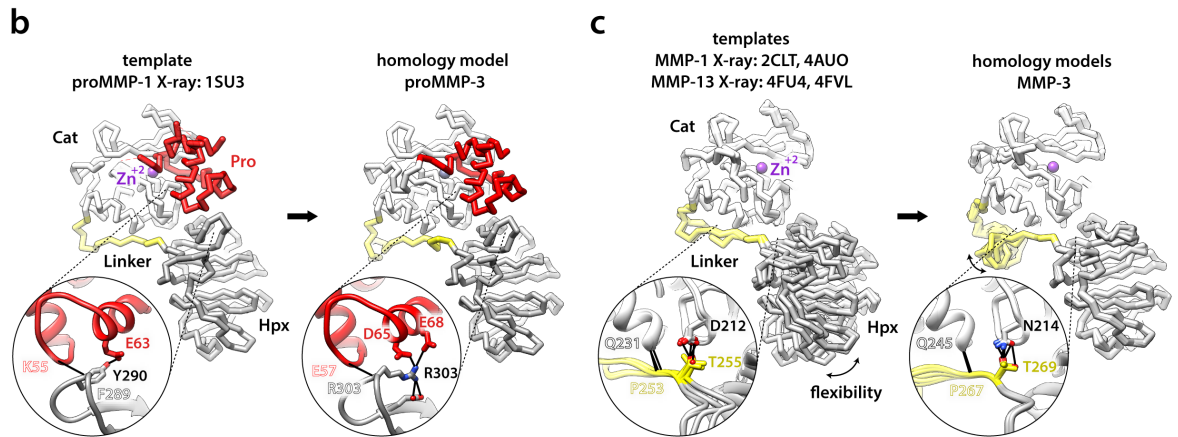 b
template
proMMP-1 X-ray: 1SU3
homology model
proMMP-3
Cat
Pro
Zn+2
Linker
Hpx
K55
E63
Y290
F289
E57
D65
E68
R303
R303
c
templates
MMP-1 X-ray: 2CLT, 4AUO
MMP-13 X-ray: 4FU4, 4FVL
homology models
MMP-3
Cat
Zn+2
Linker
Hpx
flexibility
Q231
D212
T255
P253
Q245
N214
T269
P267